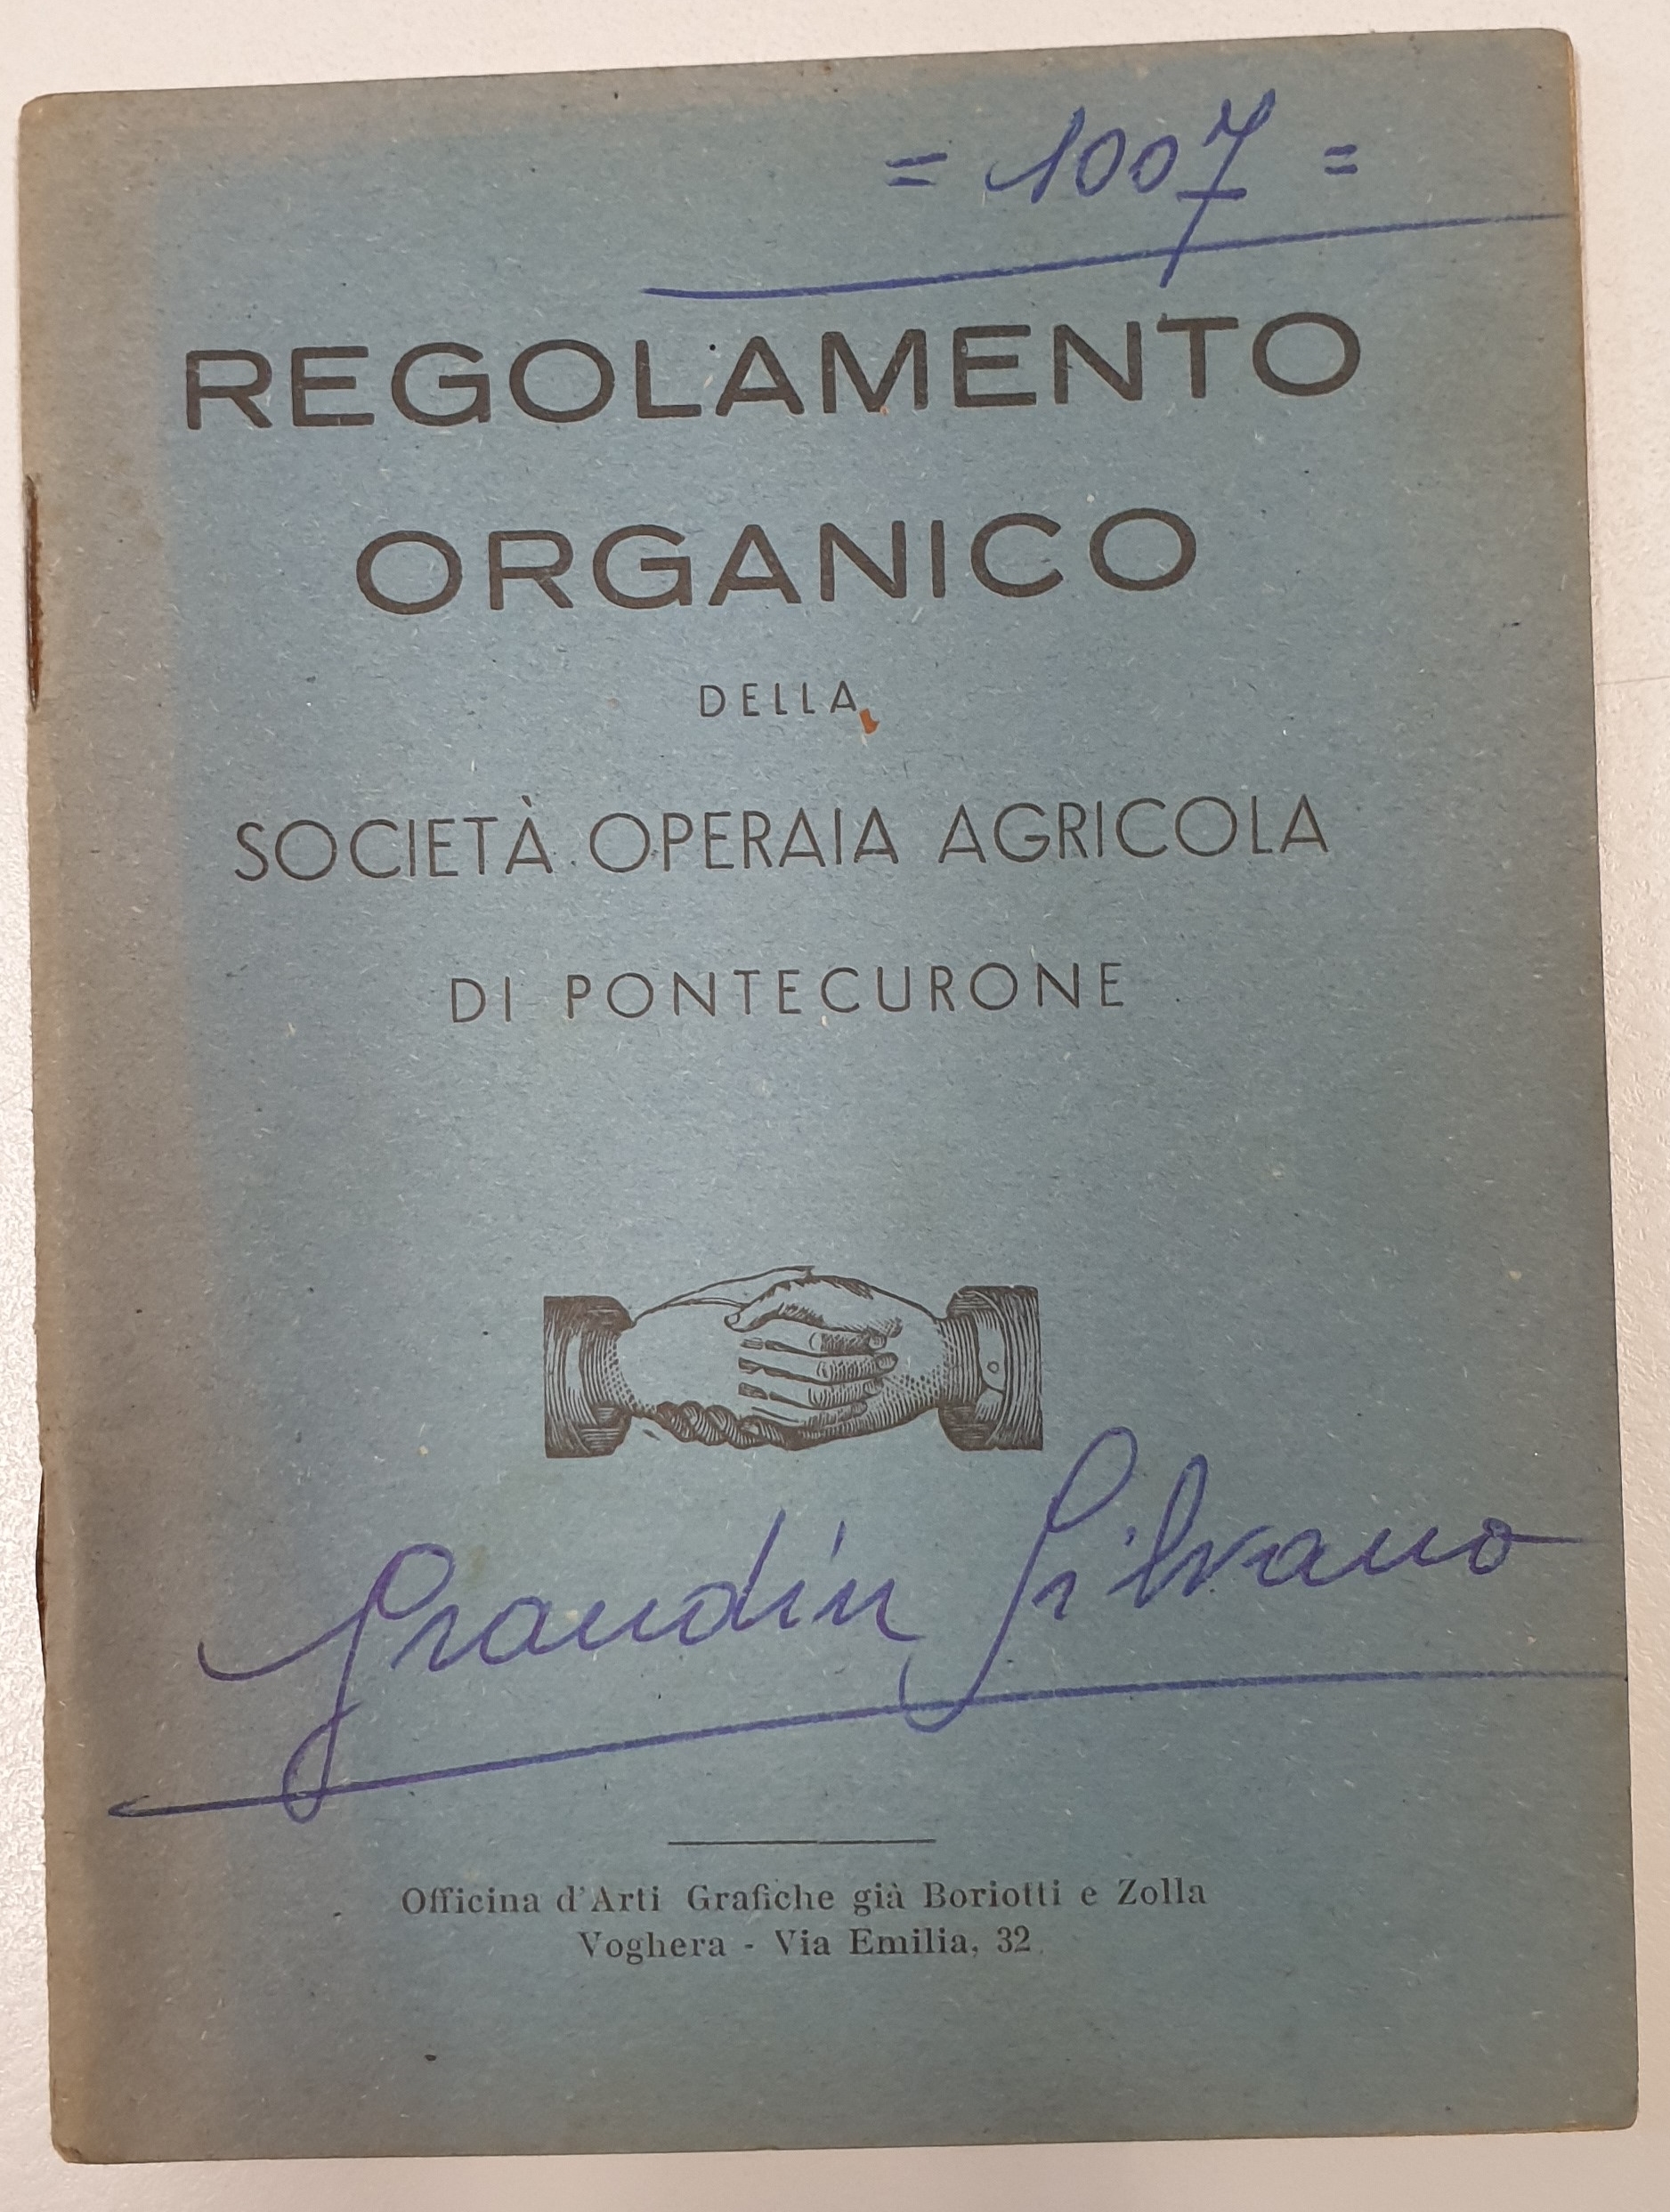 = 1007 =
REGOLAMENTO
ORGANICO
DELLA
SOCIETÀ OPERAIA AGRICOLA
DI PONTECURONE
Grandin Silvano
Officina d'Arti Grafiche già Boriotti e Zolla
Voghera - Via Emilia, 32